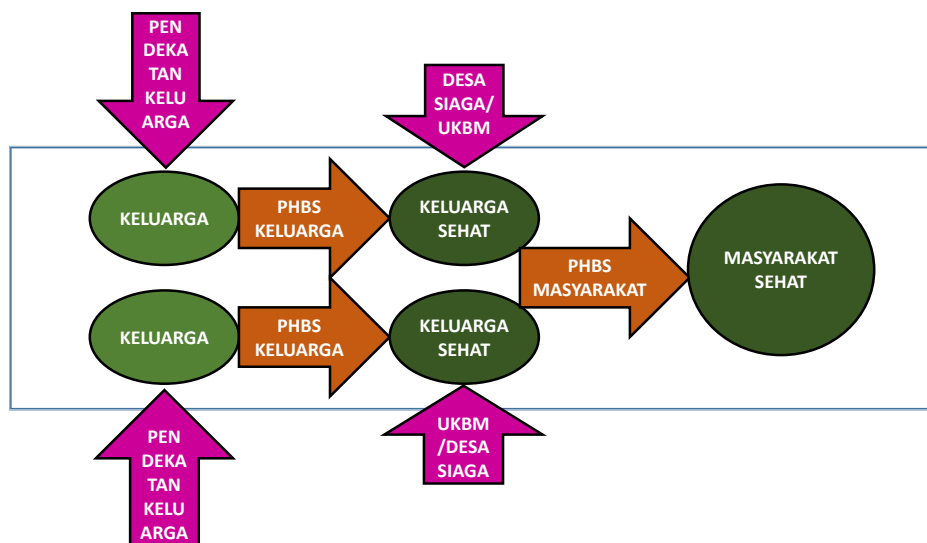 PEN
DEKA
TAN
KELU
ARGA
DESA
SIAGA/
UKBM
KELUARGA
PHBS
KELUARGA
KELUARGA
SEHAT
PHBS
MASYARAKAT
MASYARAKAT
SEHAT
KELUARGA
PHBS
KELUARGA
KELUARGA
SEHAT
PEN
DEKA
TAN
KELU
ARGA
UKBM
/DESA
SIAGA